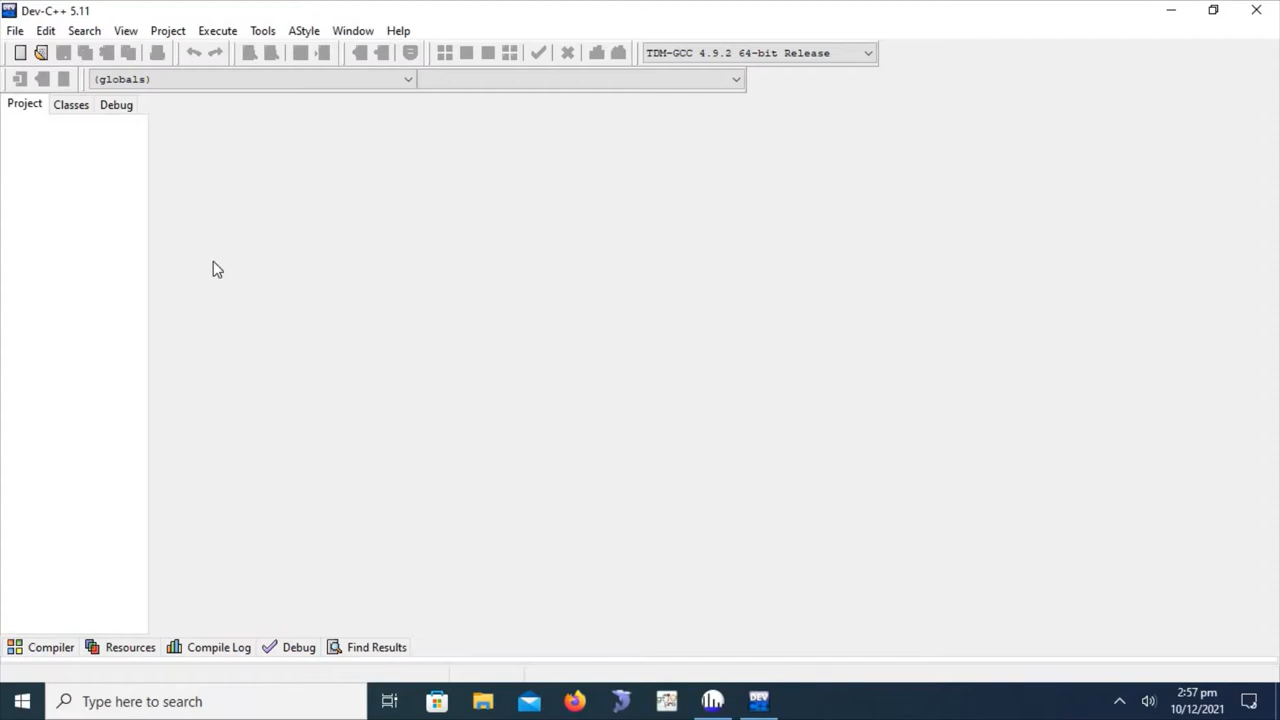 Dev-C++ 5.11
File Edit Search View Project Execute Tools AStyle Window Help
TDM-GCC 4.9.2 64-bit Release
(globals)
Project Classes Debug
Compiler Resources Compile Log Debug Find Results
Type here to search
DEV
2:57 pm
10/12/2021